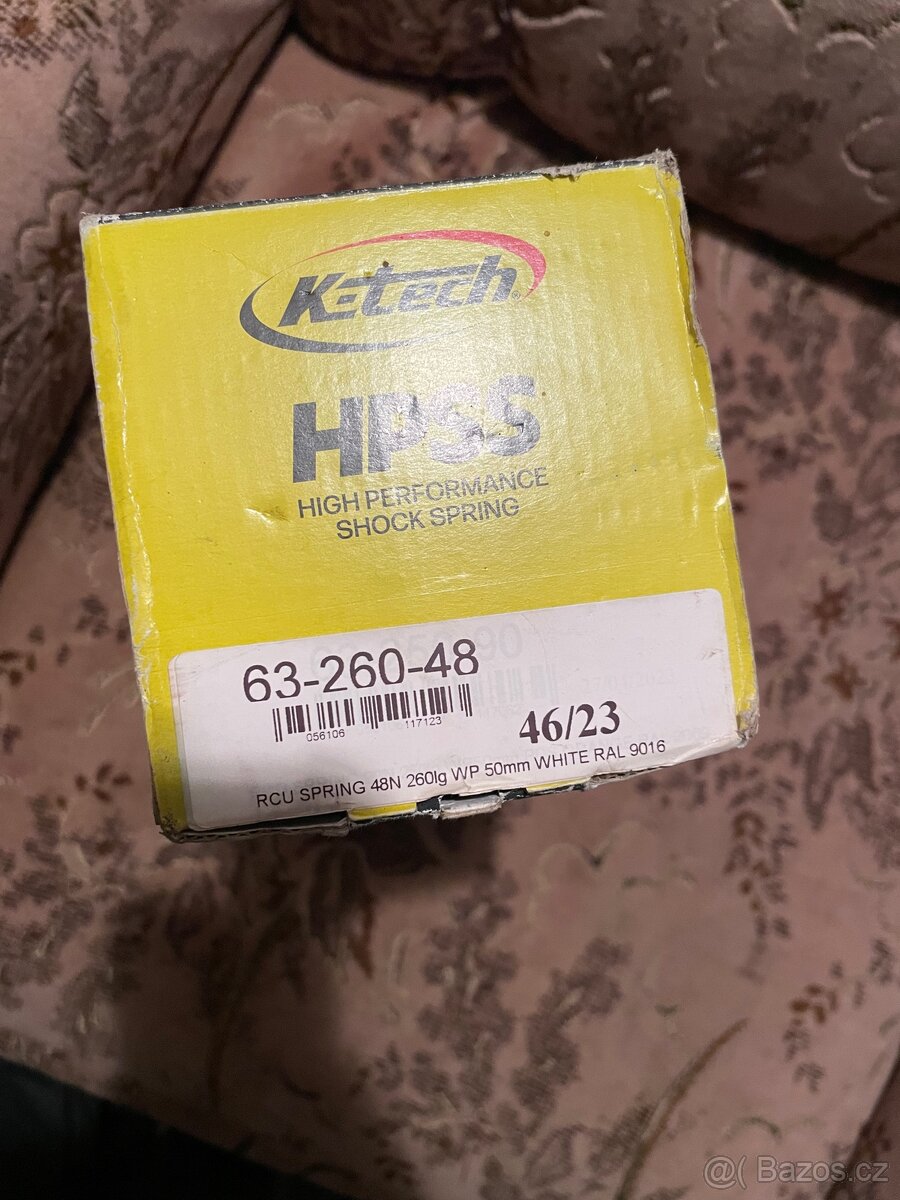 K-tech®
HPSS
HIGH PERFORMANCE
SHOCK SPRING
63-260-48
056106
117123
46/23
RCU SPRING 48N 260lg WP 50mm WHITE RAL 9016
@( Bazos.cz